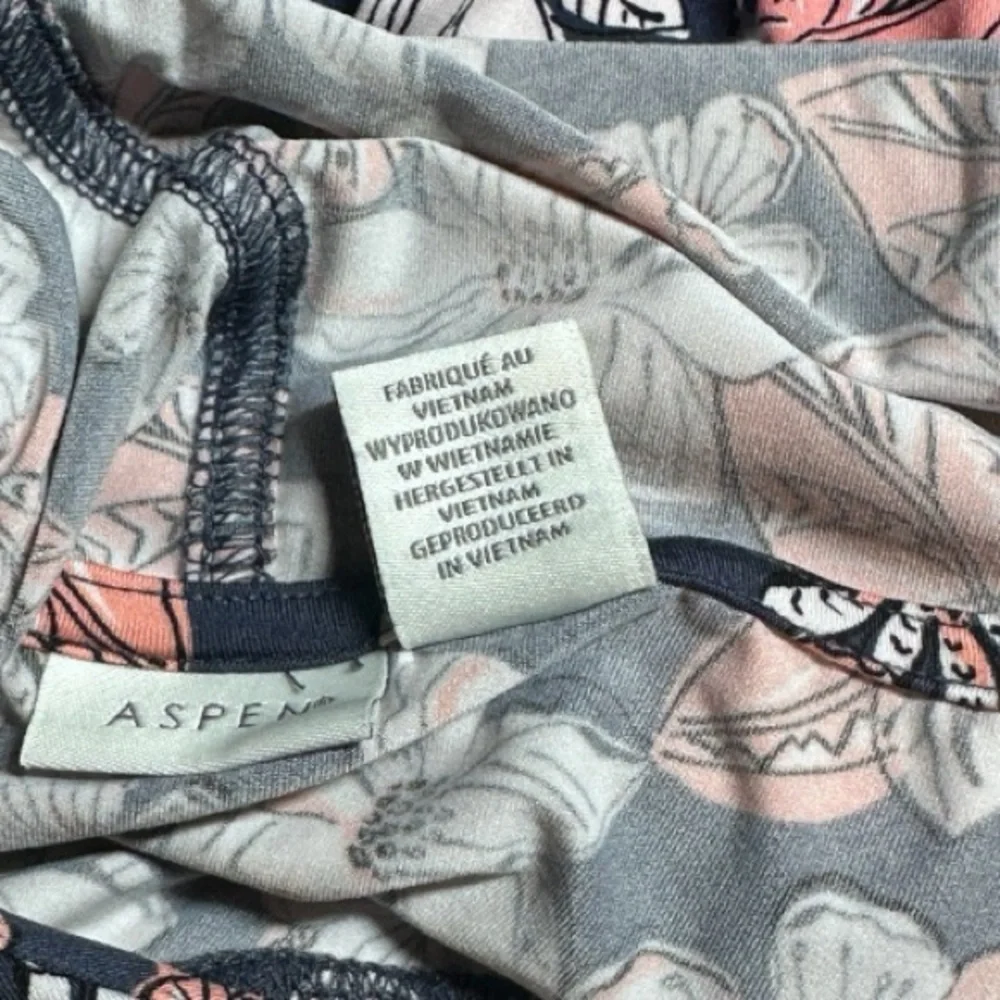 FABRIQUÉ AU
VIETNAM
WYPRODUKOWANO
W WIETNAMIE
HERGESTELLT IN
VIETNAM
GEPRODUCEERD
IN VIETNAM
ASPEN®